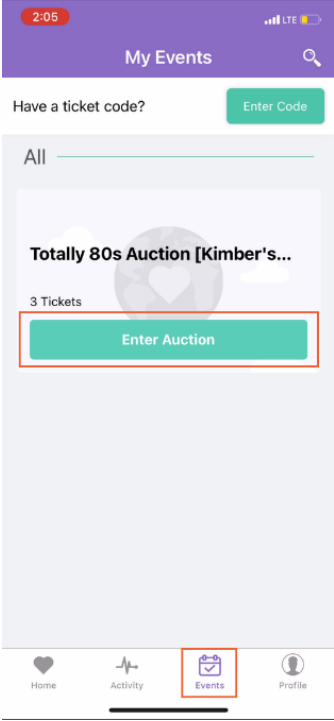 2:05
LTE
My Events
Have a ticket code?
Enter Code
All
Totally 80s Auction [Kimber's...
3 Tickets
Enter Auction
Home
Activity
Events
Profile